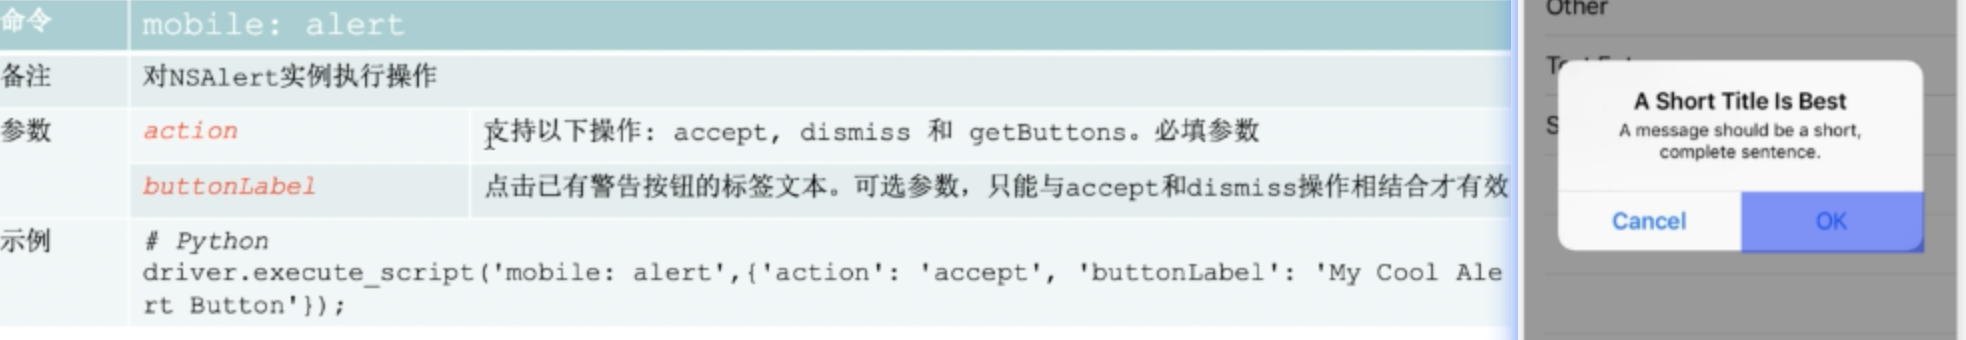 命令 mobile: alert
备注 对NSAlert实例执行操作
参数 action 支持以下操作: accept, dismiss 和 getButtons。必填参数
buttonLabel 点击已有警告按钮的标签文本。可选参数，只能与accept和dismiss操作相结合才有效
示例 # Python
driver.execute_script('mobile: alert',{'action': 'accept', 'buttonLabel': 'My Cool Ale
rt Button'});
Other
A Short Title Is Best
A message should be a short,
complete sentence.
Cancel OK